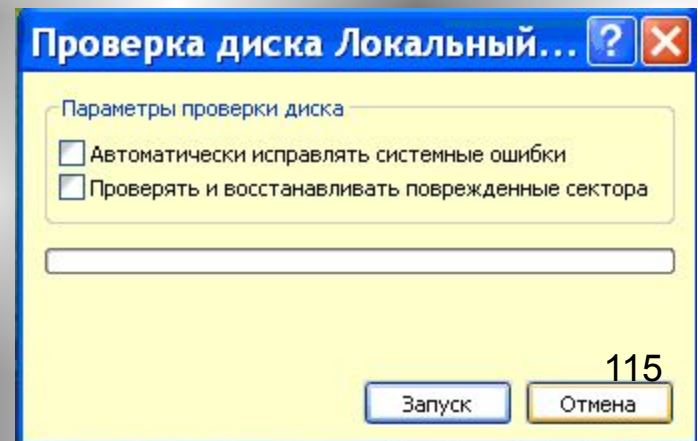 Проверка диска Локальный...
Параметры проверки диска
Автоматически исправлять системные ошибки
Проверять и восстанавливать поврежденные сектора
115
Запуск Отмена